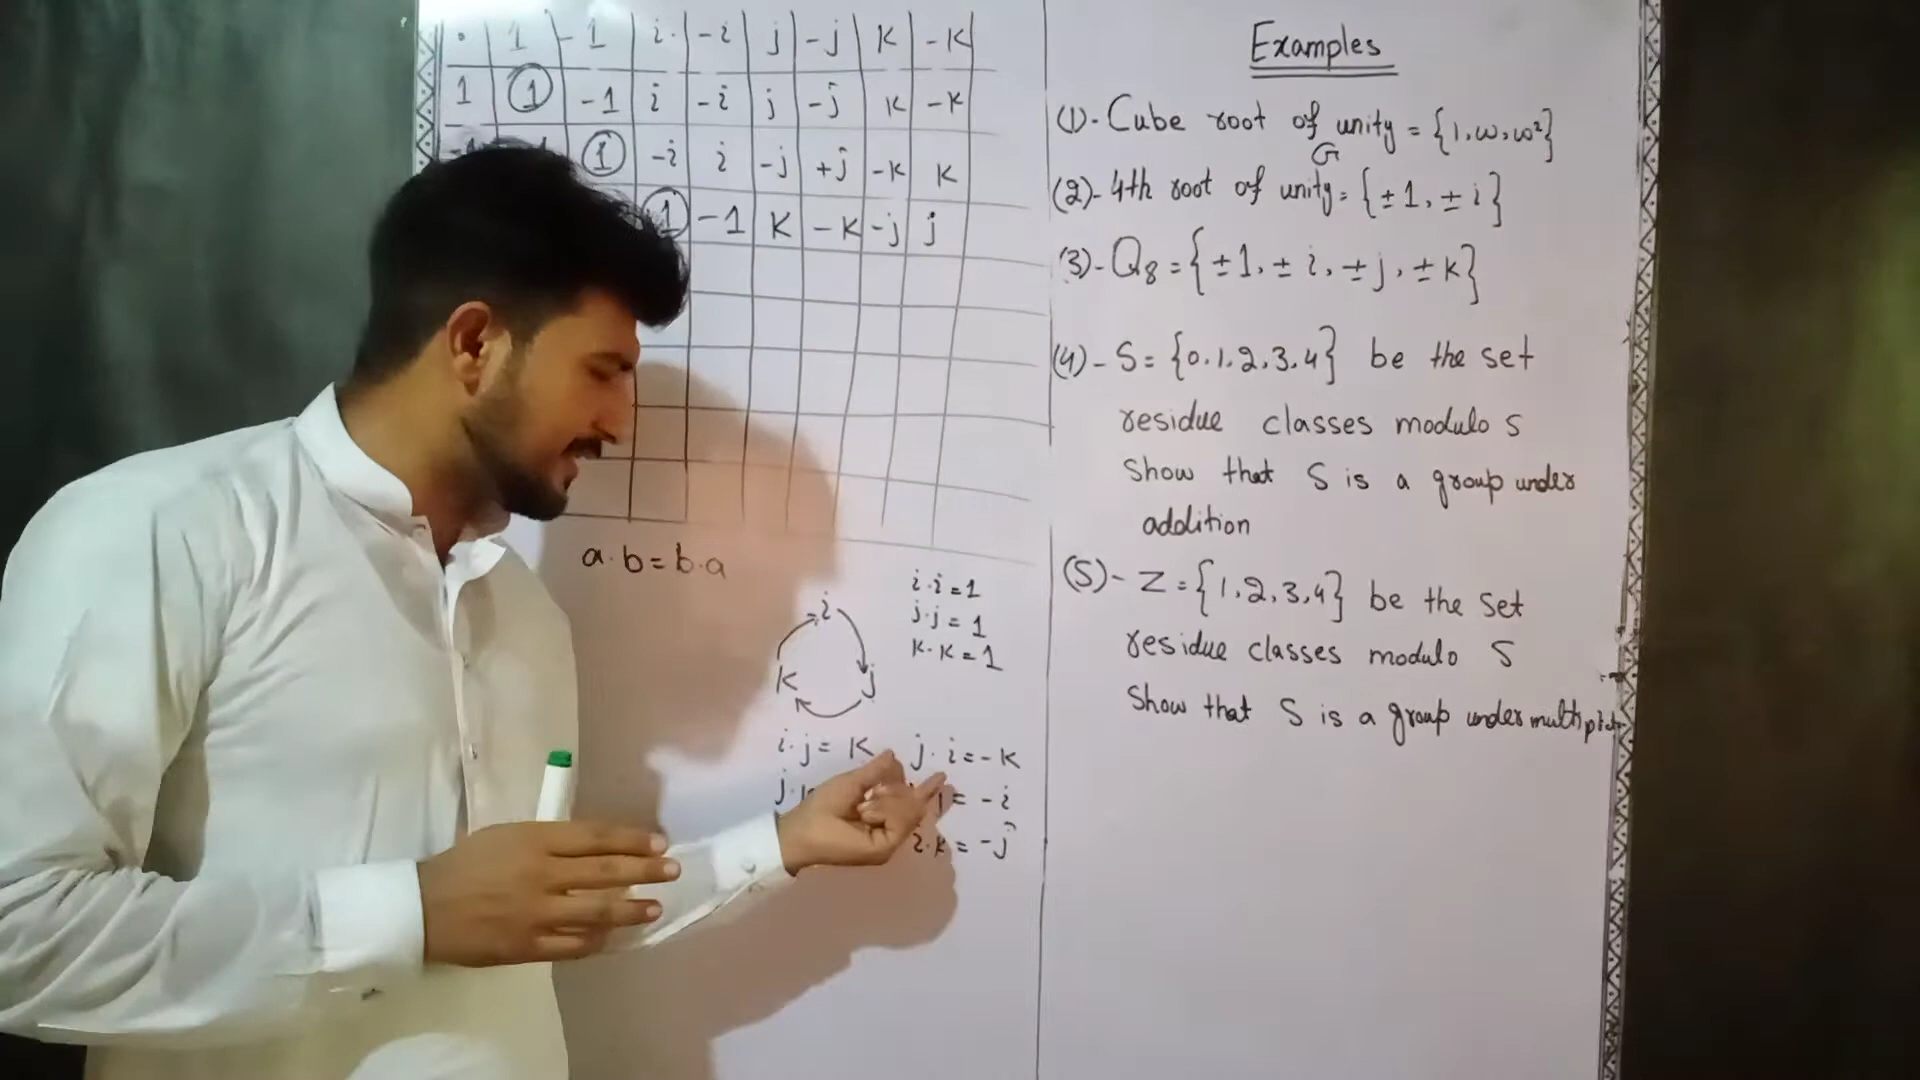 · 1 -1 i· -i j -j k -k
1 1 -1 i -i j -j k -k
1 -i i -j +j -k k
1 -1 k -k -j j
a·b=b·a
i·i=1
j·j=1
k·k=1
i
k j
i·j=k j·i=-k
= -i
i·k=-j
Examples
(1)- Cube root of unity = {1,ω,ω²}
G
(2)- 4th root of unity = {±1, ±i}
(3)- Q8 = {±1, ±i, ±j, ±k}
(4)- S= {0,1,2,3,4} be the set
residue classes modulo 5
Show that S is a group under
addition
(5)- Z={1,2,3,4} be the set
residue classes modulo 5
Show that S is a group under